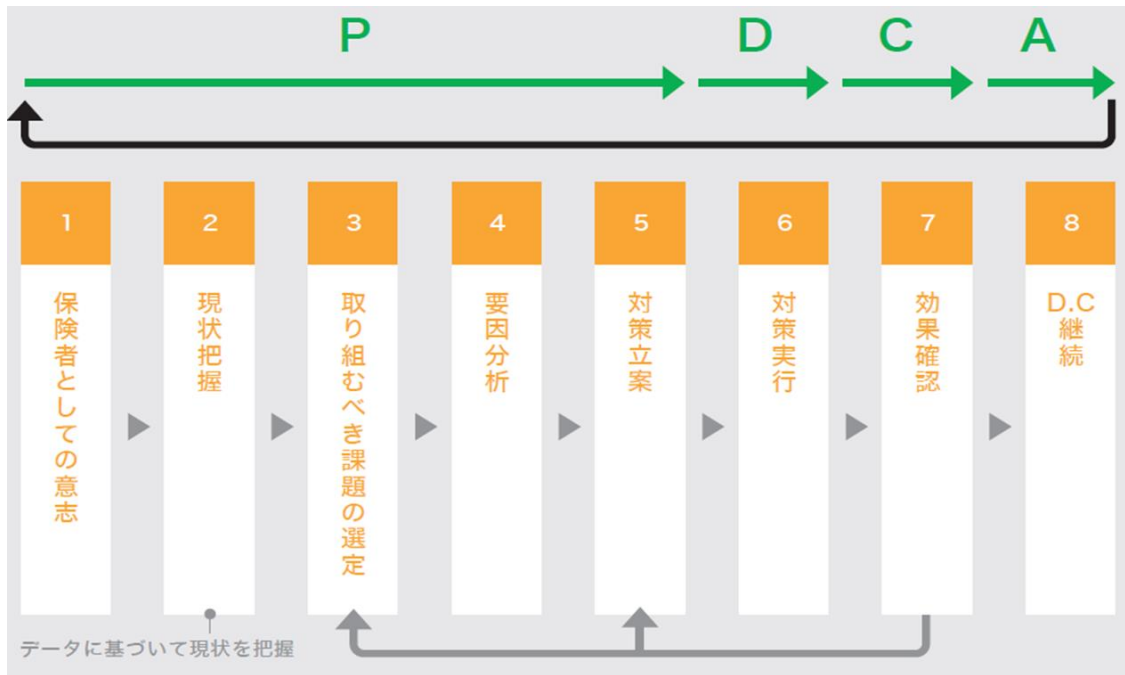 P
D
C
A
1
2
3
4
5
6
7
8
保険者としての意志
現状把握
取り組むべき課題の選定
要因分析
対策立案
対策実行
効果確認
D.C
継続
データに基づいて現状を把握